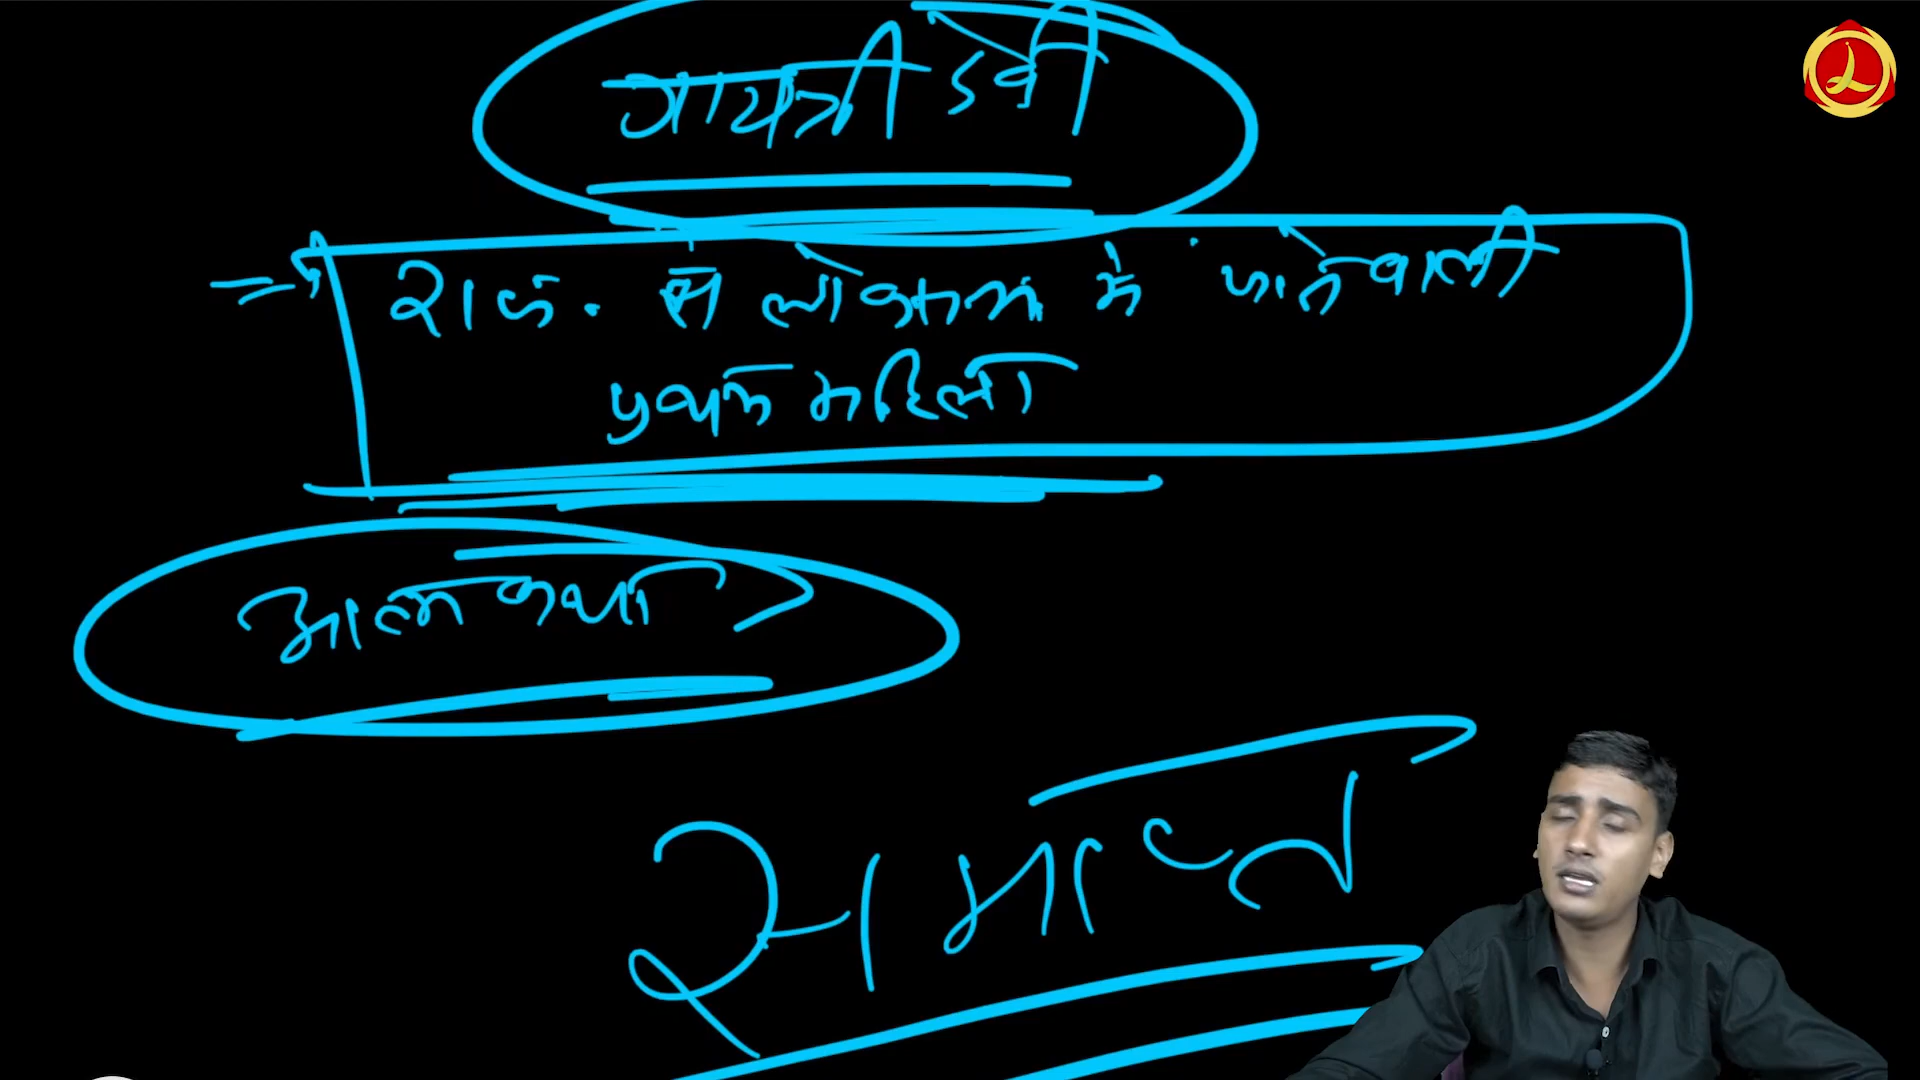 गायत्री देवी
=> राज. से लोकसभा में जानेवाली
प्रथम महिला
आत्मकथा
समाप्त